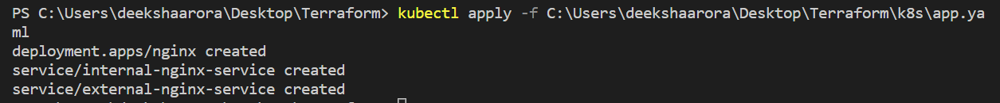 PS C:\Users\deekshaarora\Desktop\Terraform> kubectl apply -f C:\Users\deekshaarora\Desktop\Terraform\k8s\app.ya
ml
deployment.apps/nginx created
service/internal-nginx-service created
service/external-nginx-service created